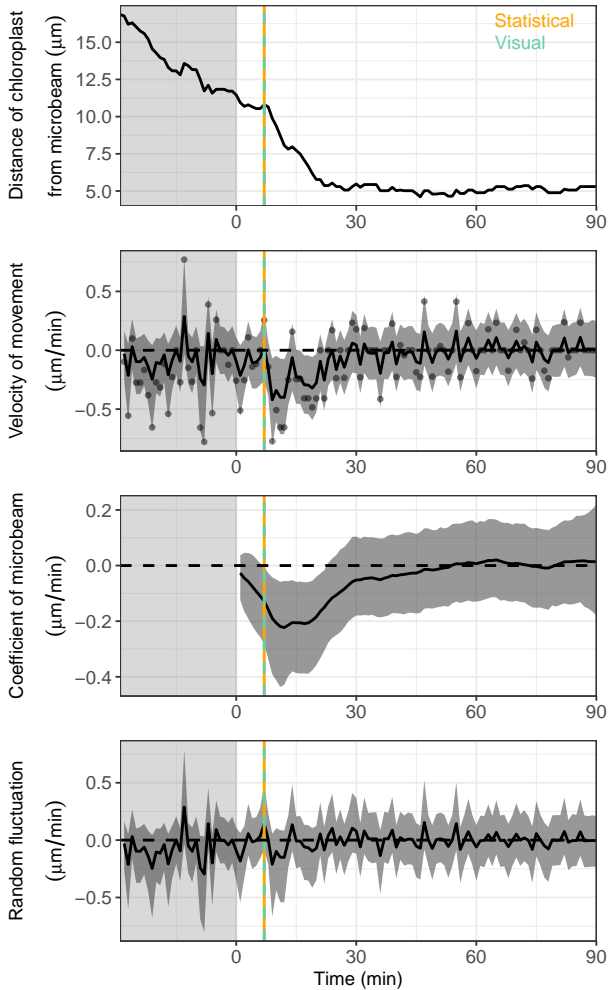 Statistical
Visual
Distance of chloroplast
from microbeam (μm)
15.0
12.5
10.0
7.5
5.0
0
30
60
90
Velocity of movement
(μm/min)
0.5
0.0
−0.5
0
30
60
90
Coefficient of microbeam
(μm/min)
0.2
0.0
−0.2
−0.4
0
30
60
90
Random fluctuation
(μm/min)
0.5
0.0
−0.5
0
30
60
90
Time (min)